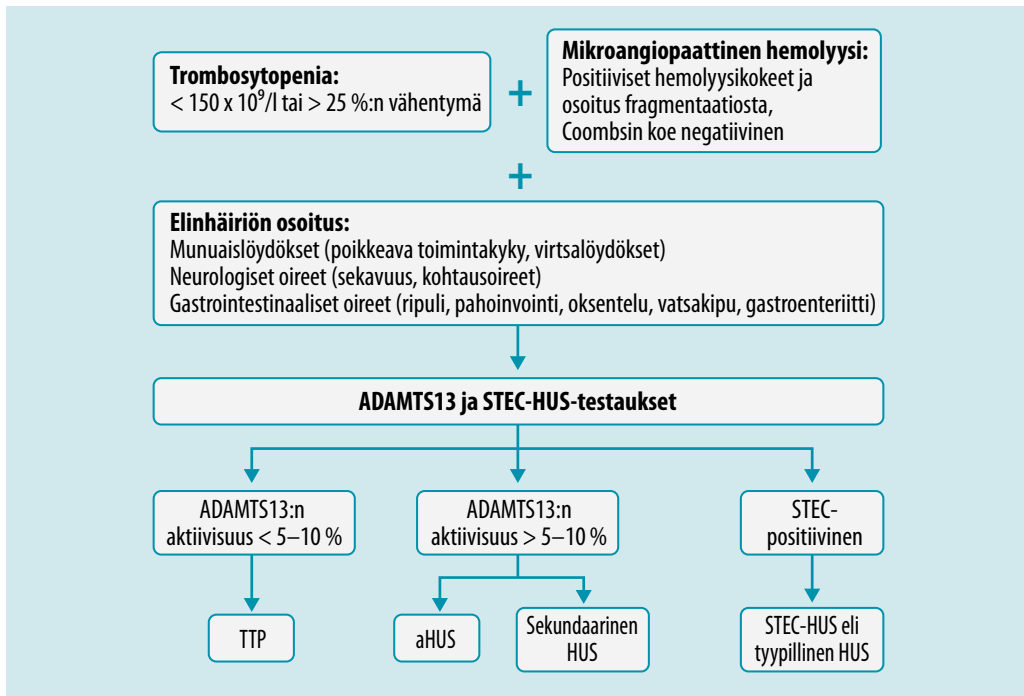 Trombosytopenia:
< 150 x 10⁹/l tai > 25 %:n vähentymä
+
Mikroangiopaattinen hemolyysi:
Positiiviset hemolyysikokeet ja
osoitus fragmentaatiosta,
Coombsin koe negatiivinen
+
Elinhäiriön osoitus:
Munuaislöydökset (poikkeava toimintakyky, virtsalöydökset)
Neurologiset oireet (sekavuus, kohtausoireet)
Gastrointestinaaliset oireet (ripuli, pahoinvointi, oksentelu, vatsakipu, gastroenteriitti)
ADAMTS13 ja STEC-HUS-testaukset
ADAMTS13:n
aktiivisuus < 5–10 %
ADAMTS13:n
aktiivisuus > 5–10 %
STEC-
positiivinen
TTP
aHUS
Sekundaarinen
HUS
STEC-HUS eli
tyypillinen HUS